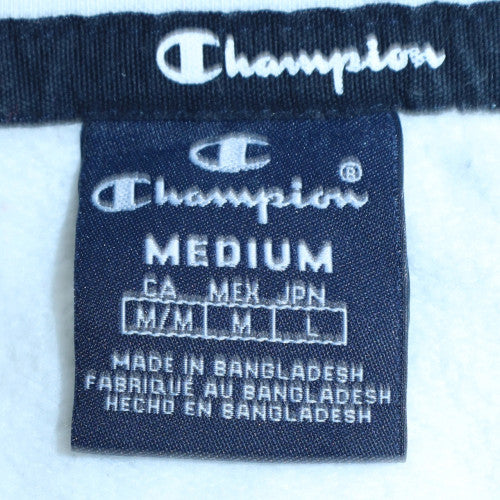 Champion
Champion®
MEDIUM
CA MEX JPN
M/M M L
MADE IN BANGLADESH
FABRIQUÉ AU BANGLADESH
HECHO EN BANGLADESH